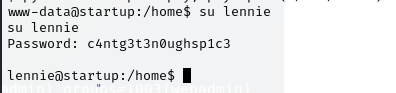 www-data@startup:/home$ su lennie
su lennie
Password: c4ntg3t3n0ughsp1c3
lennie@startup:/home$